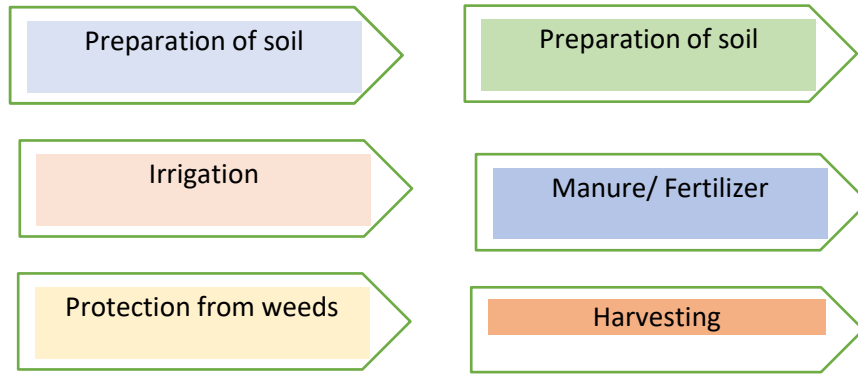 Preparation of soil
Preparation of soil
Irrigation
Manure/ Fertilizer
Protection from weeds
Harvesting